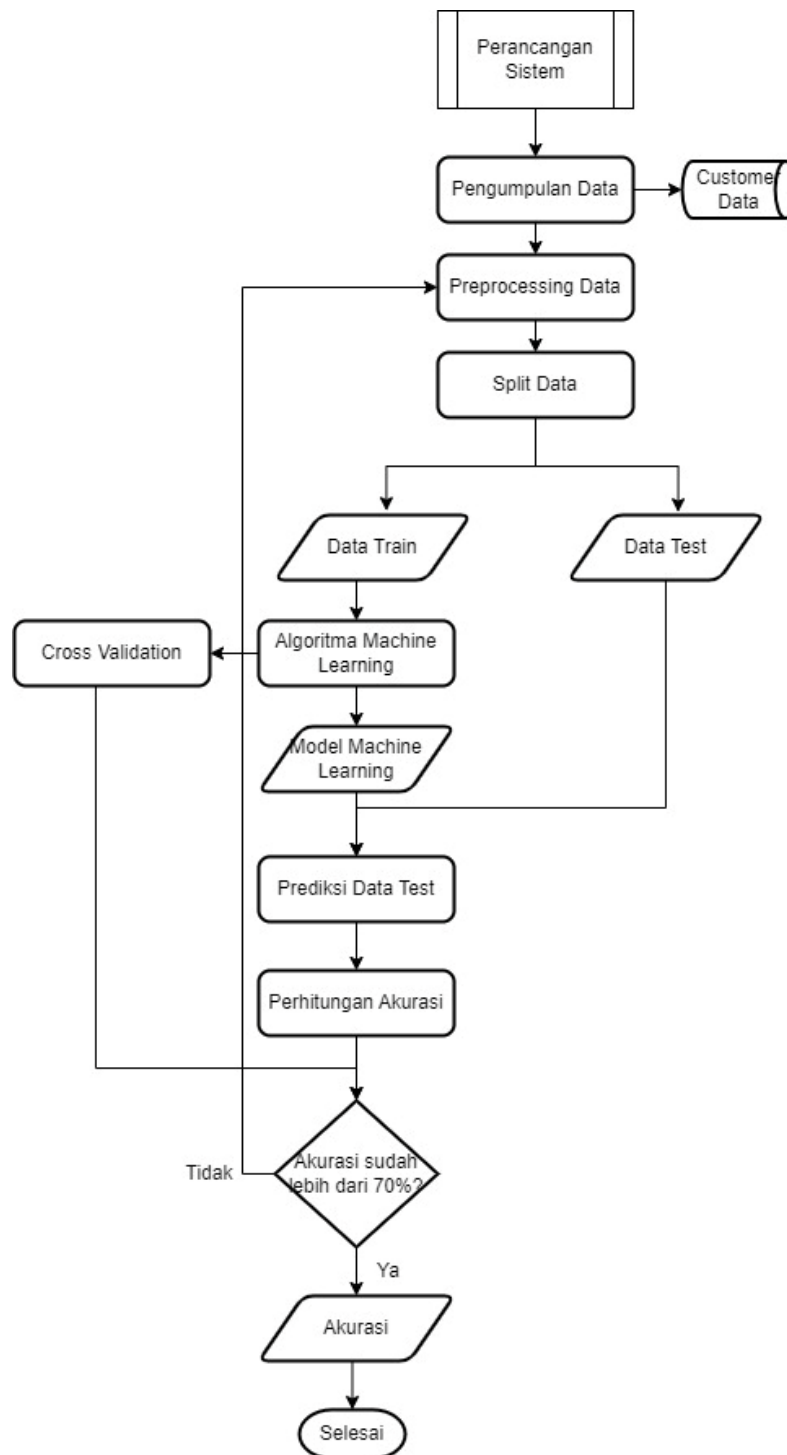 Perancangan
Sistem
Pengumpulan Data
Customer
Data
Preprocessing Data
Split Data
Data Train
Data Test
Cross Validation
Algoritma Machine
Learning
Model Machine
Learning
Prediksi Data Test
Perhitungan Akurasi
Tidak
Akurasi sudah
lebih dari 70%?
Ya
Akurasi
Selesai